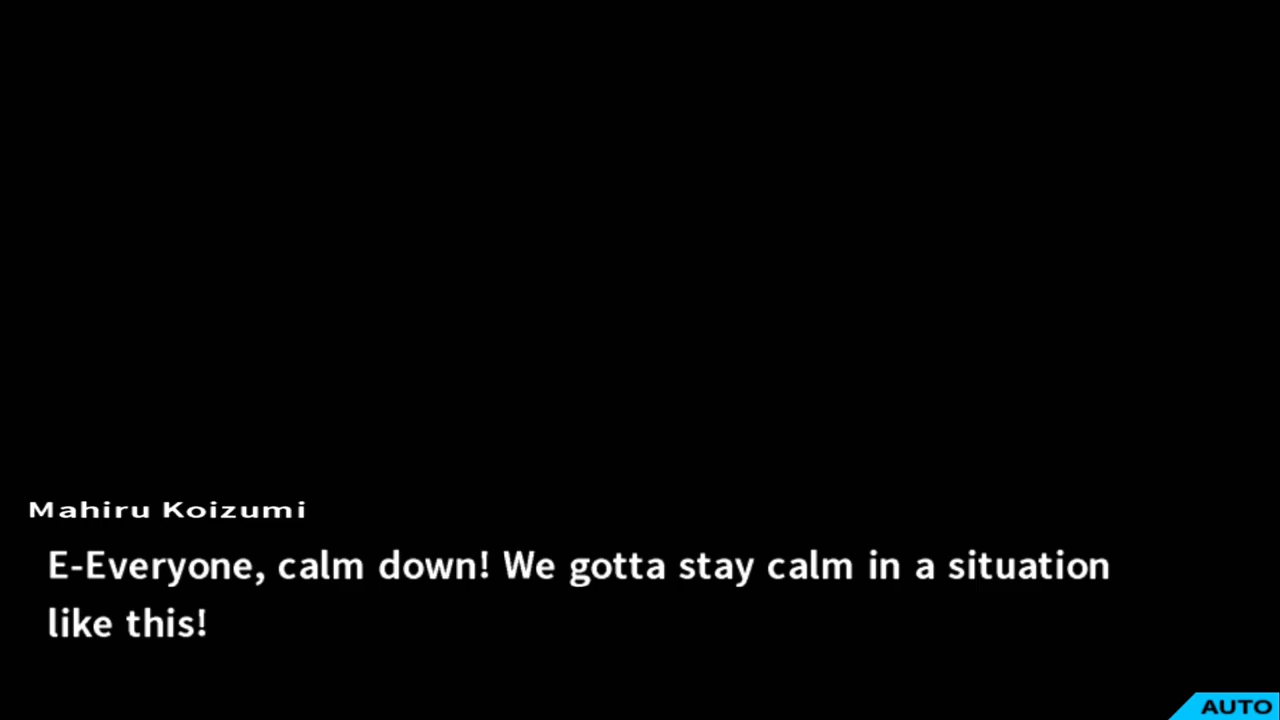 Mahiru Koizumi
E-Everyone, calm down! We gotta stay calm in a situation
like this!
AUTO